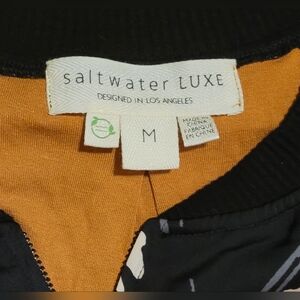 saltwater LUXE
DESIGNED IN LOS ANGELES
M
MADE IN
CHINA
FABRIQUÉ
EN CHINE